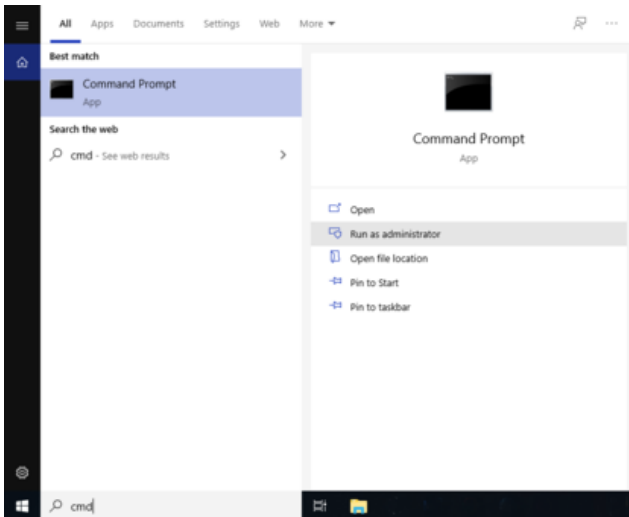 All Apps Documents Settings Web More
Best match
Command Prompt
App
Search the web
cmd - See web results
Command Prompt
App
Open
Run as administrator
Open file location
Pin to Start
Pin to taskbar
cmd